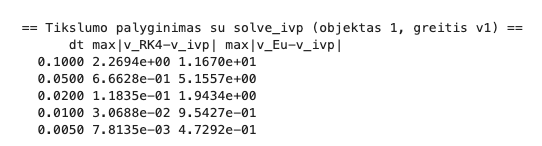 == Tikslumo palyginimas su solve_ivp (objektas 1, greitis v1) ==
dt max|v_RK4-v_ivp| max|v_Eu-v_ivp|
0.1000 2.2694e+00 1.1670e+01
0.0500 6.6628e-01 5.1557e+00
0.0200 1.1835e-01 1.9434e+00
0.0100 3.0688e-02 9.5427e-01
0.0050 7.8135e-03 4.7292e-01